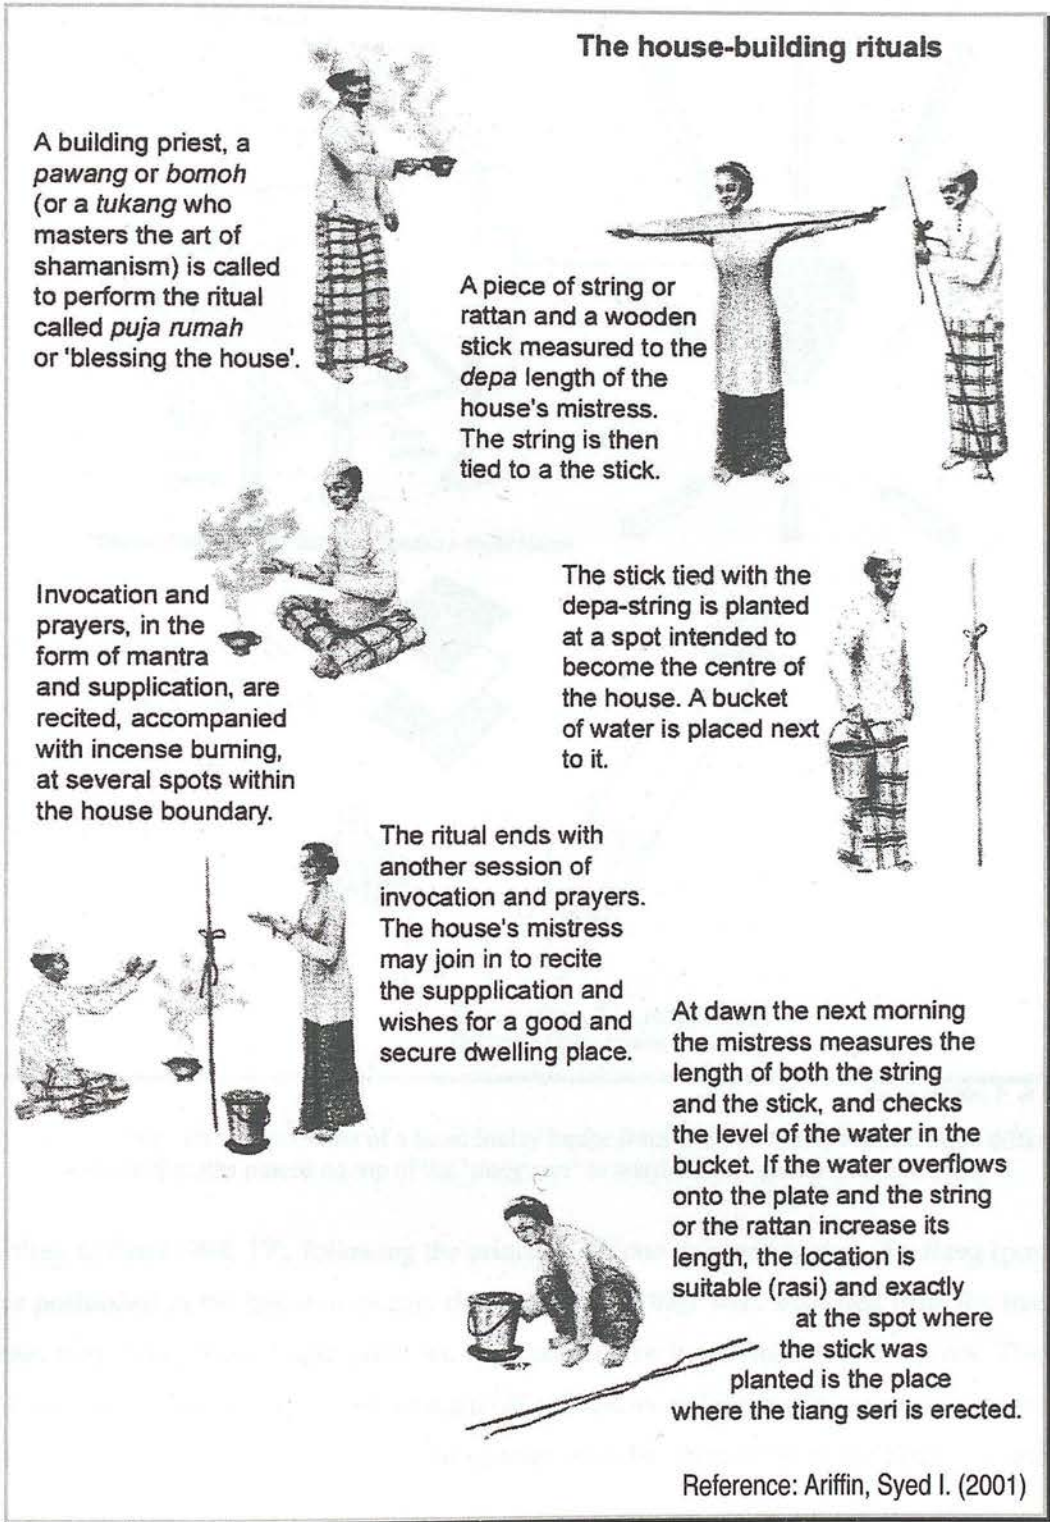 The house-building rituals
A building priest, a
pawang or bomoh
(or a tukang who
masters the art of
shamanism) is called
to perform the ritual
called puja rumah
or 'blessing the house'.
A piece of string or
rattan and a wooden
stick measured to the
depa length of the
house's mistress.
The string is then
tied to a the stick.
Invocation and
prayers, in the
form of mantra
and supplication, are
recited, accompanied
with incense burning,
at several spots within
the house boundary.
The stick tied with the
depa-string is planted
at a spot intended to
become the centre of
the house. A bucket
of water is placed next
to it.
The ritual ends with
another session of
invocation and prayers.
The house's mistress
may join in to recite
the suppplication and
wishes for a good and
secure dwelling place.
At dawn the next morning
the mistress measures the
length of both the string
and the stick, and checks
the level of the water in the
bucket. If the water overflows
onto the plate and the string
or the rattan increase its
length, the location is
suitable (rasi) and exactly
at the spot where
the stick was
planted is the place
where the tiang seri is erected.
Reference: Ariffin, Syed I. (2001)